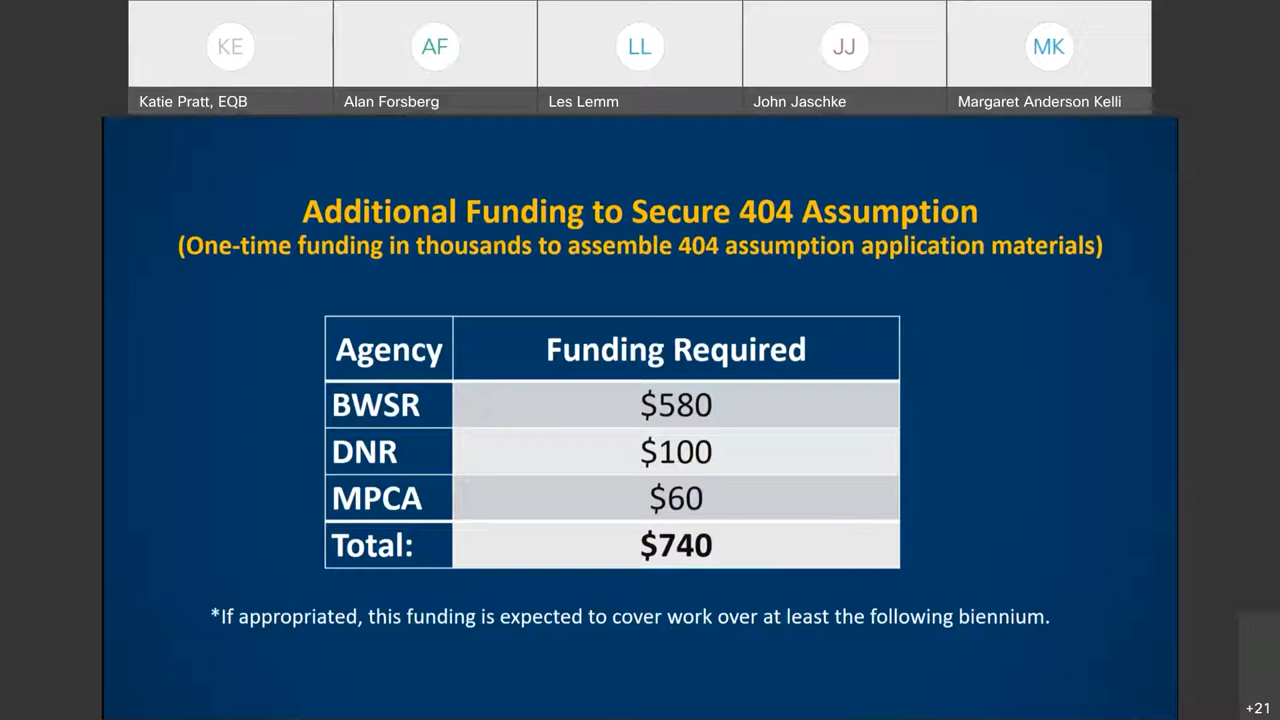 KE
AF
LL
JJ
MK
Katie Pratt, EQB
Alan Forsberg
Les Lemm
John Jaschke
Margaret Anderson Kelli
Additional Funding to Secure 404 Assumption
(One-time funding in thousands to assemble 404 assumption application materials)
Agency Funding Required
BWSR $580
DNR $100
MPCA $60
Total: $740
*If appropriated, this funding is expected to cover work over at least the following biennium.
+21